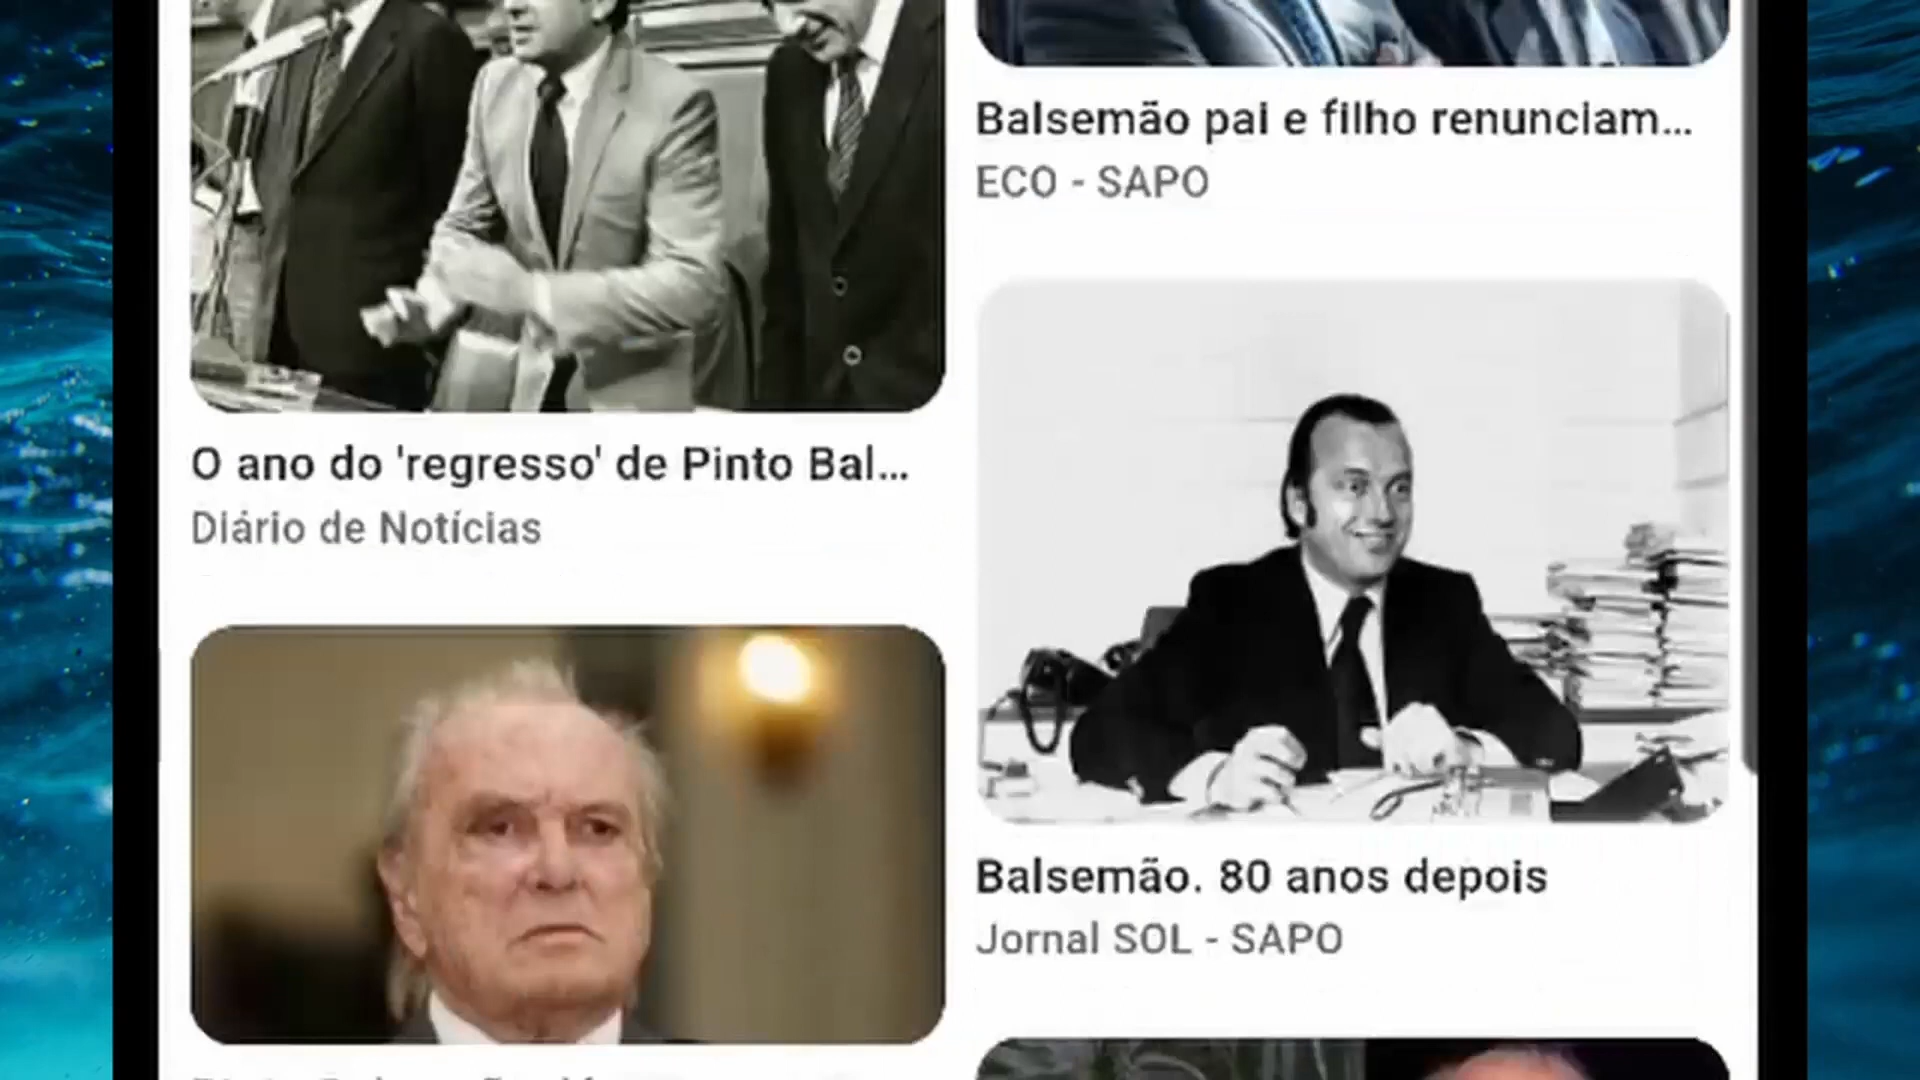 Balsemão pai e filho renunciam...
ECO - SAPO
O ano do 'regresso' de Pinto Bal...
Diário de Notícias
Balsemão. 80 anos depois
Jornal SOL - SAPO